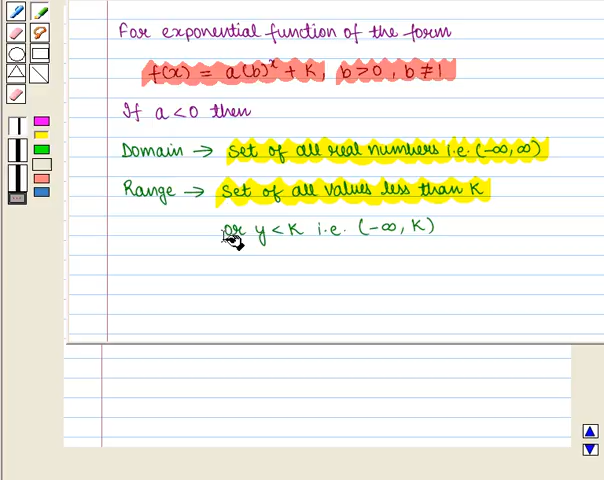 For exponential function of the form
f(x) = a(b)^x + K, b>0, b≠1
If a<0 then
Domain → set of all real numbers i.e. (-∞,∞)
Range → set of all values less than K
or y < K i.e. (-∞, K)